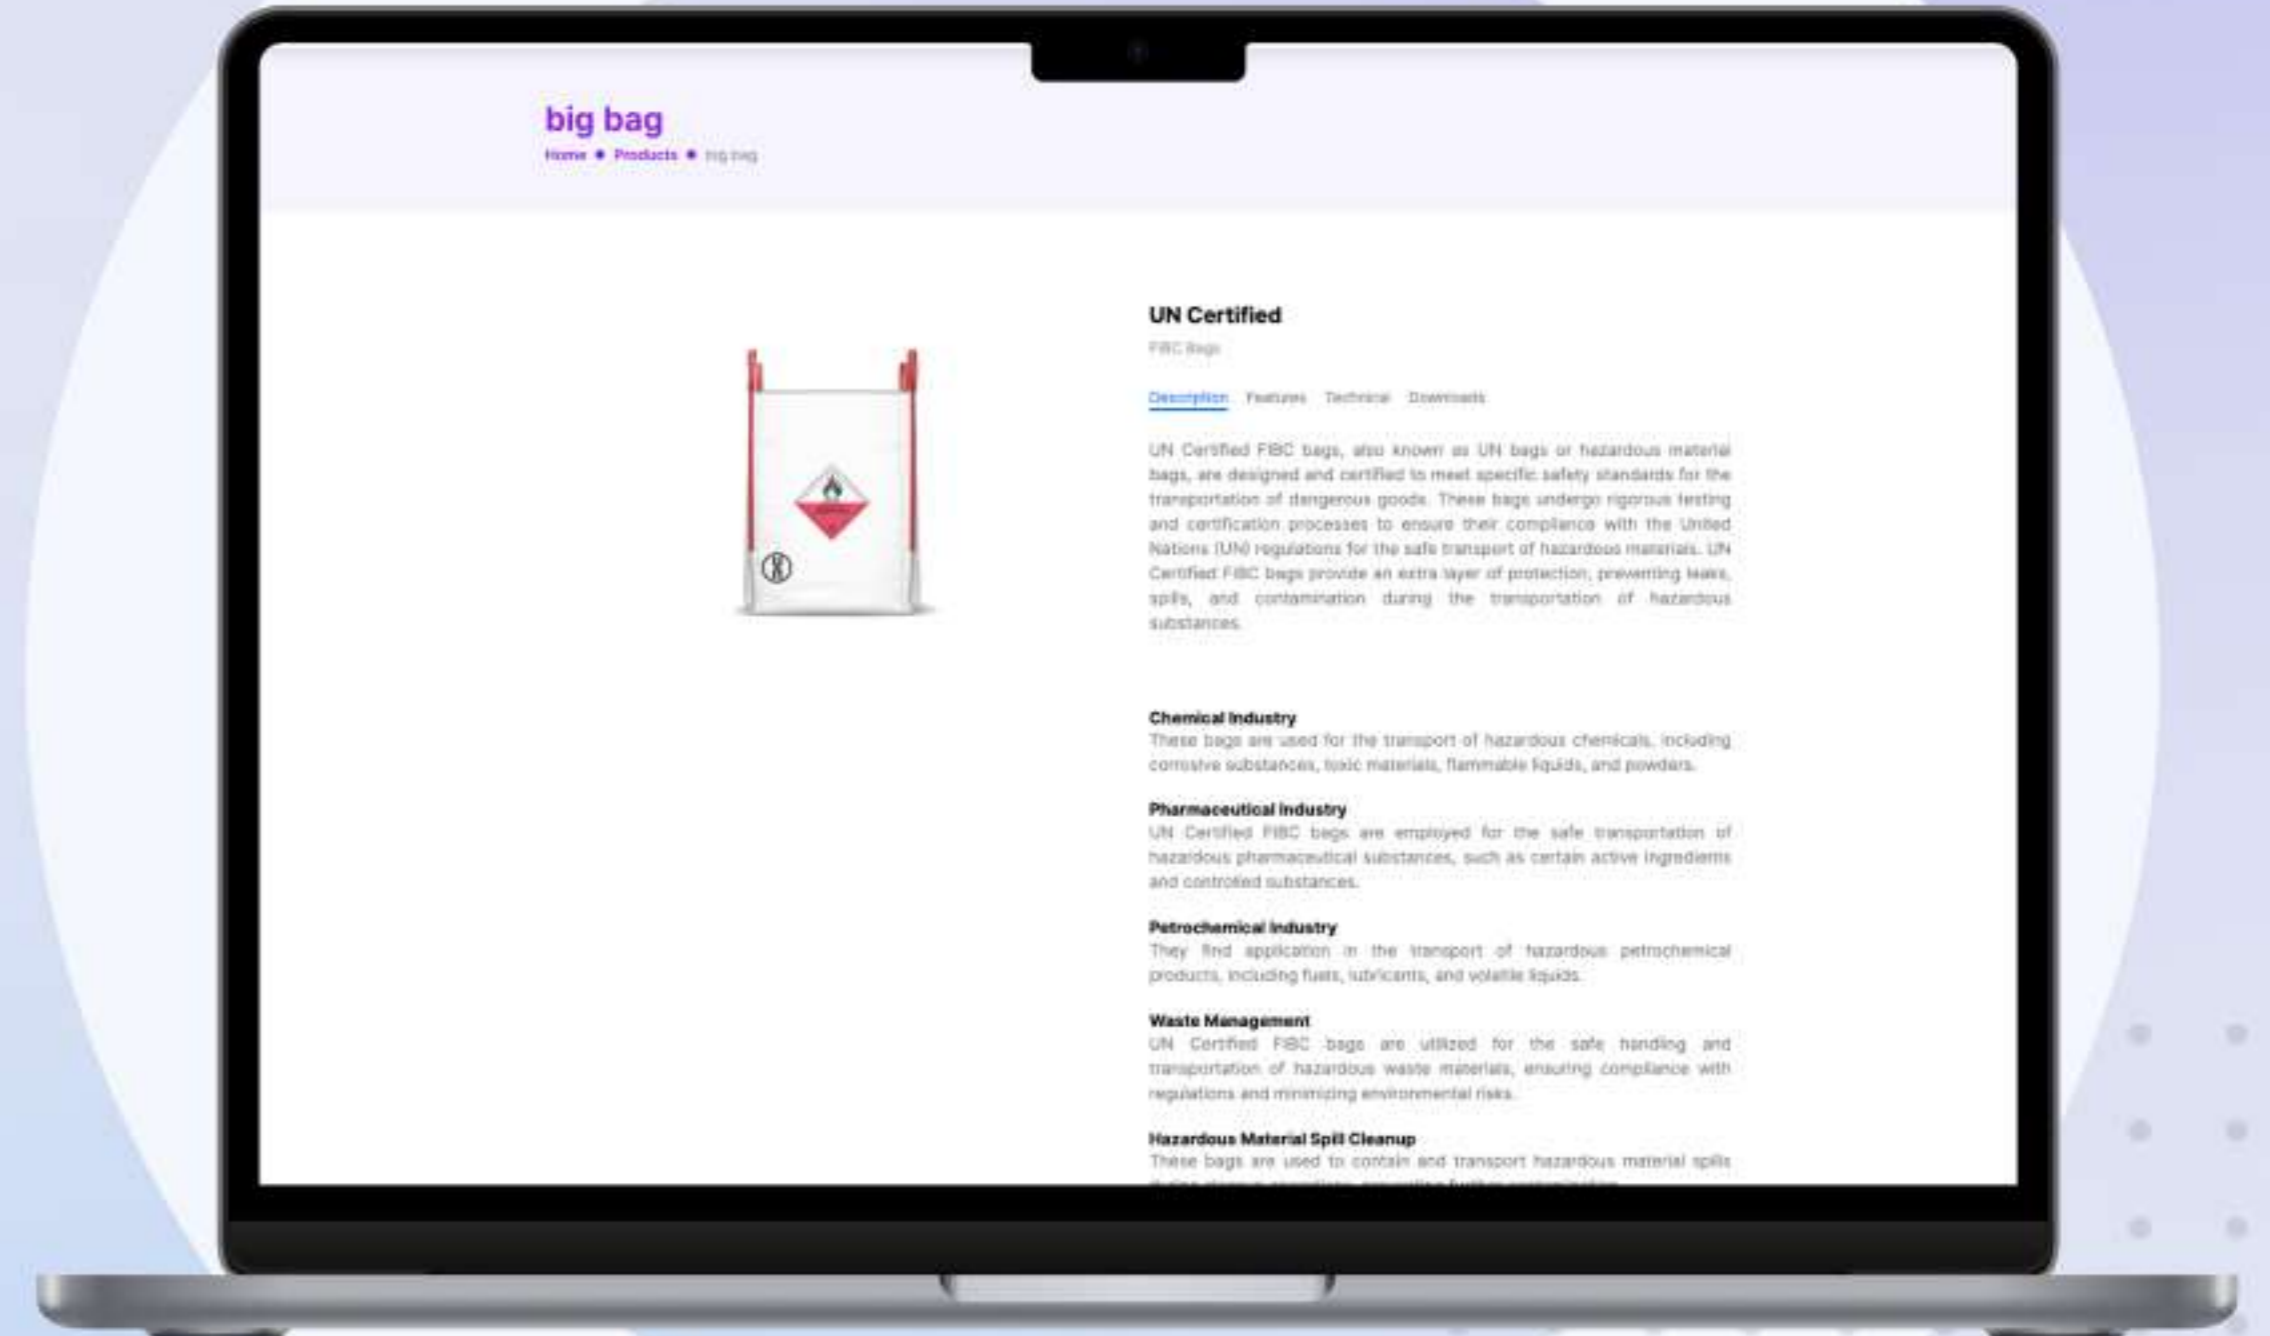 big bag
Home • Products • big bag
UN Certified
FIBC Bags
Description Features Technical Downloads
UN Certified FIBC bags, also known as UN bags or hazardous material
bags, are designed and certified to meet specific safety standards for the
transportation of dangerous goods. These bags undergo rigorous testing
and certification processes to ensure their compliance with the United
Nations (UN) regulations for the safe transport of hazardous materials. UN
Certified FIBC bags provide an extra layer of protection, preventing leaks,
spills, and contamination during the transportation of hazardous
substances.
Chemical Industry
These bags are used for the transport of hazardous chemicals, including
corrosive substances, toxic materials, flammable liquids, and powders.
Pharmaceutical Industry
UN Certified FIBC bags are employed for the safe transportation of
hazardous pharmaceutical substances, such as certain active ingredients
and controlled substances.
Petrochemical Industry
They find application in the transport of hazardous petrochemical
products, including fuels, lubricants, and volatile liquids.
Waste Management
UN Certified FIBC bags are utilized for the safe handling and
transportation of hazardous waste materials, ensuring compliance with
regulations and minimizing environmental risks.
Hazardous Material Spill Cleanup
These bags are used to contain and transport hazardous material spills